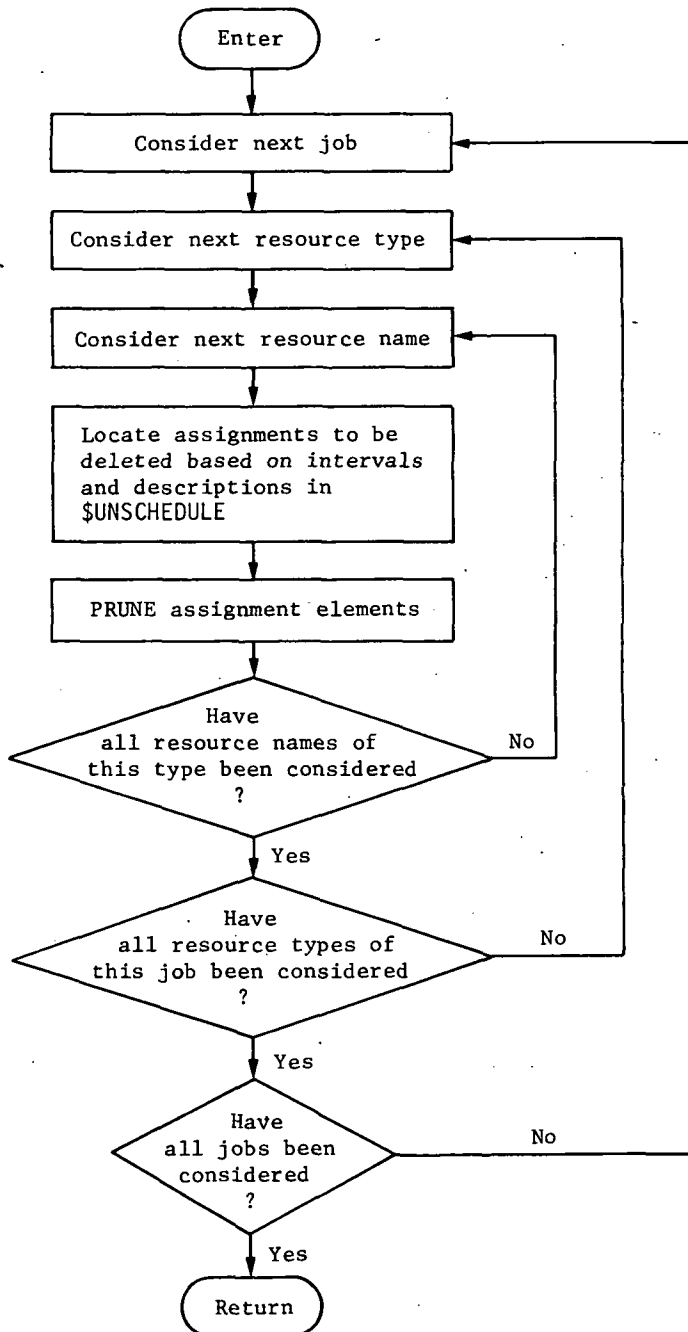 Enter
Consider next job
Consider next resource type
Consider next resource name
Locate assignments to be
deleted based on intervals
and descriptions in
$UNSCHEDULE
PRUNE assignment elements
Have
all resource names of
this type been considered
?
No
Yes
Have
all resource types of
this job been considered
?
No
Yes
Have
all jobs been
considered
?
No
Yes
Return